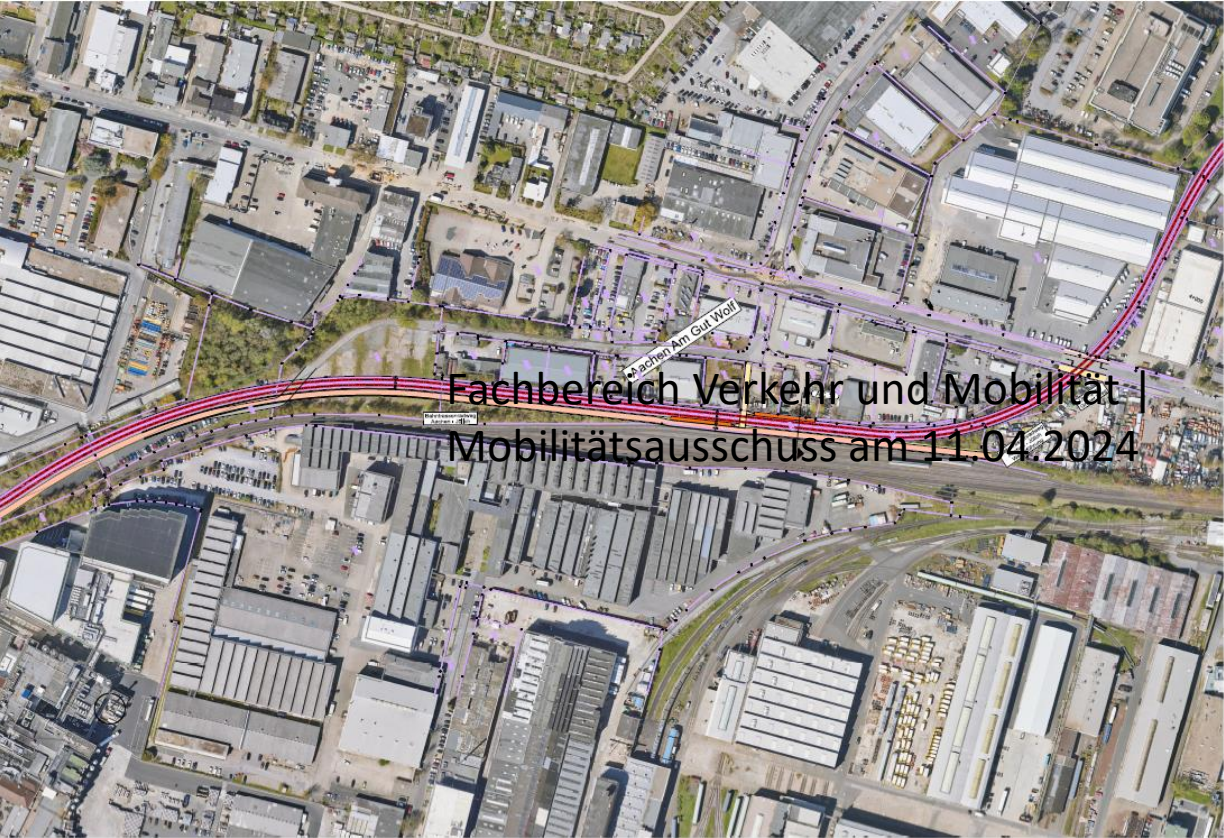 Aachen Am Gut Wolf
Fachbereich Verkehr und Mobilität |
Mobilitätsausschuss am 11.04.2024